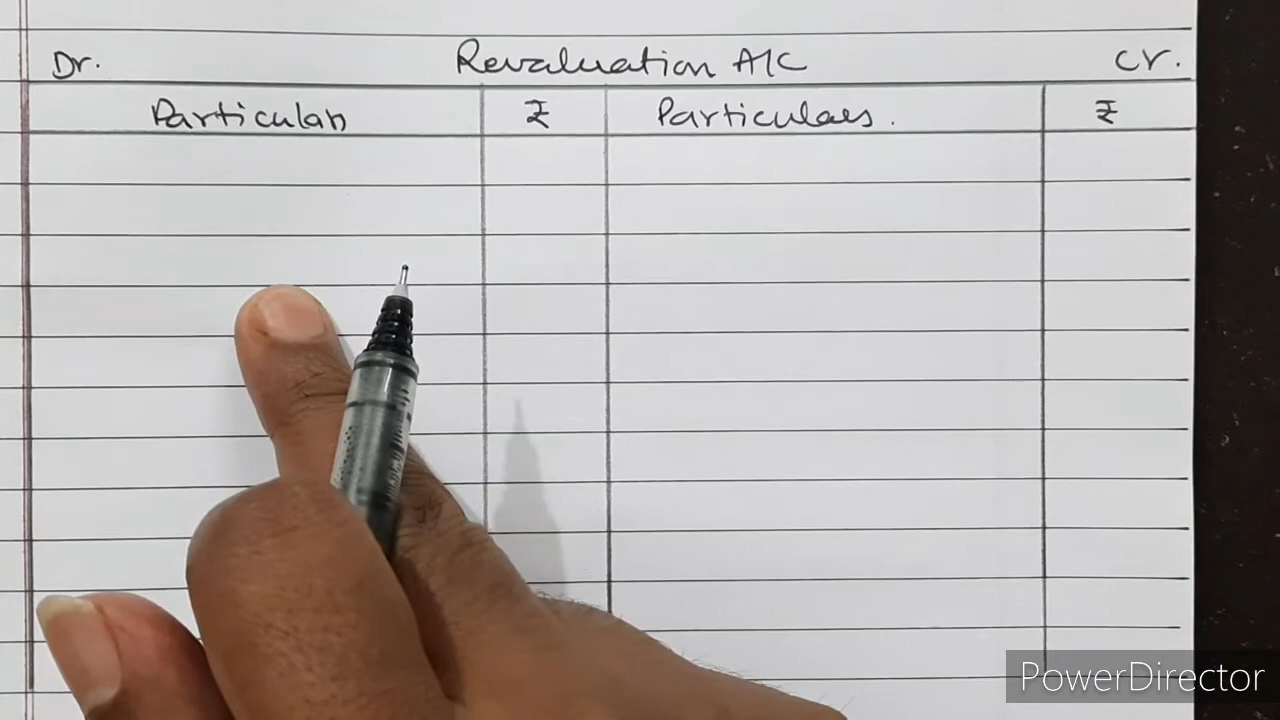 Dr. Revaluation A/C Cr.
Particulars ₹ Particulars. ₹
PowerDirector